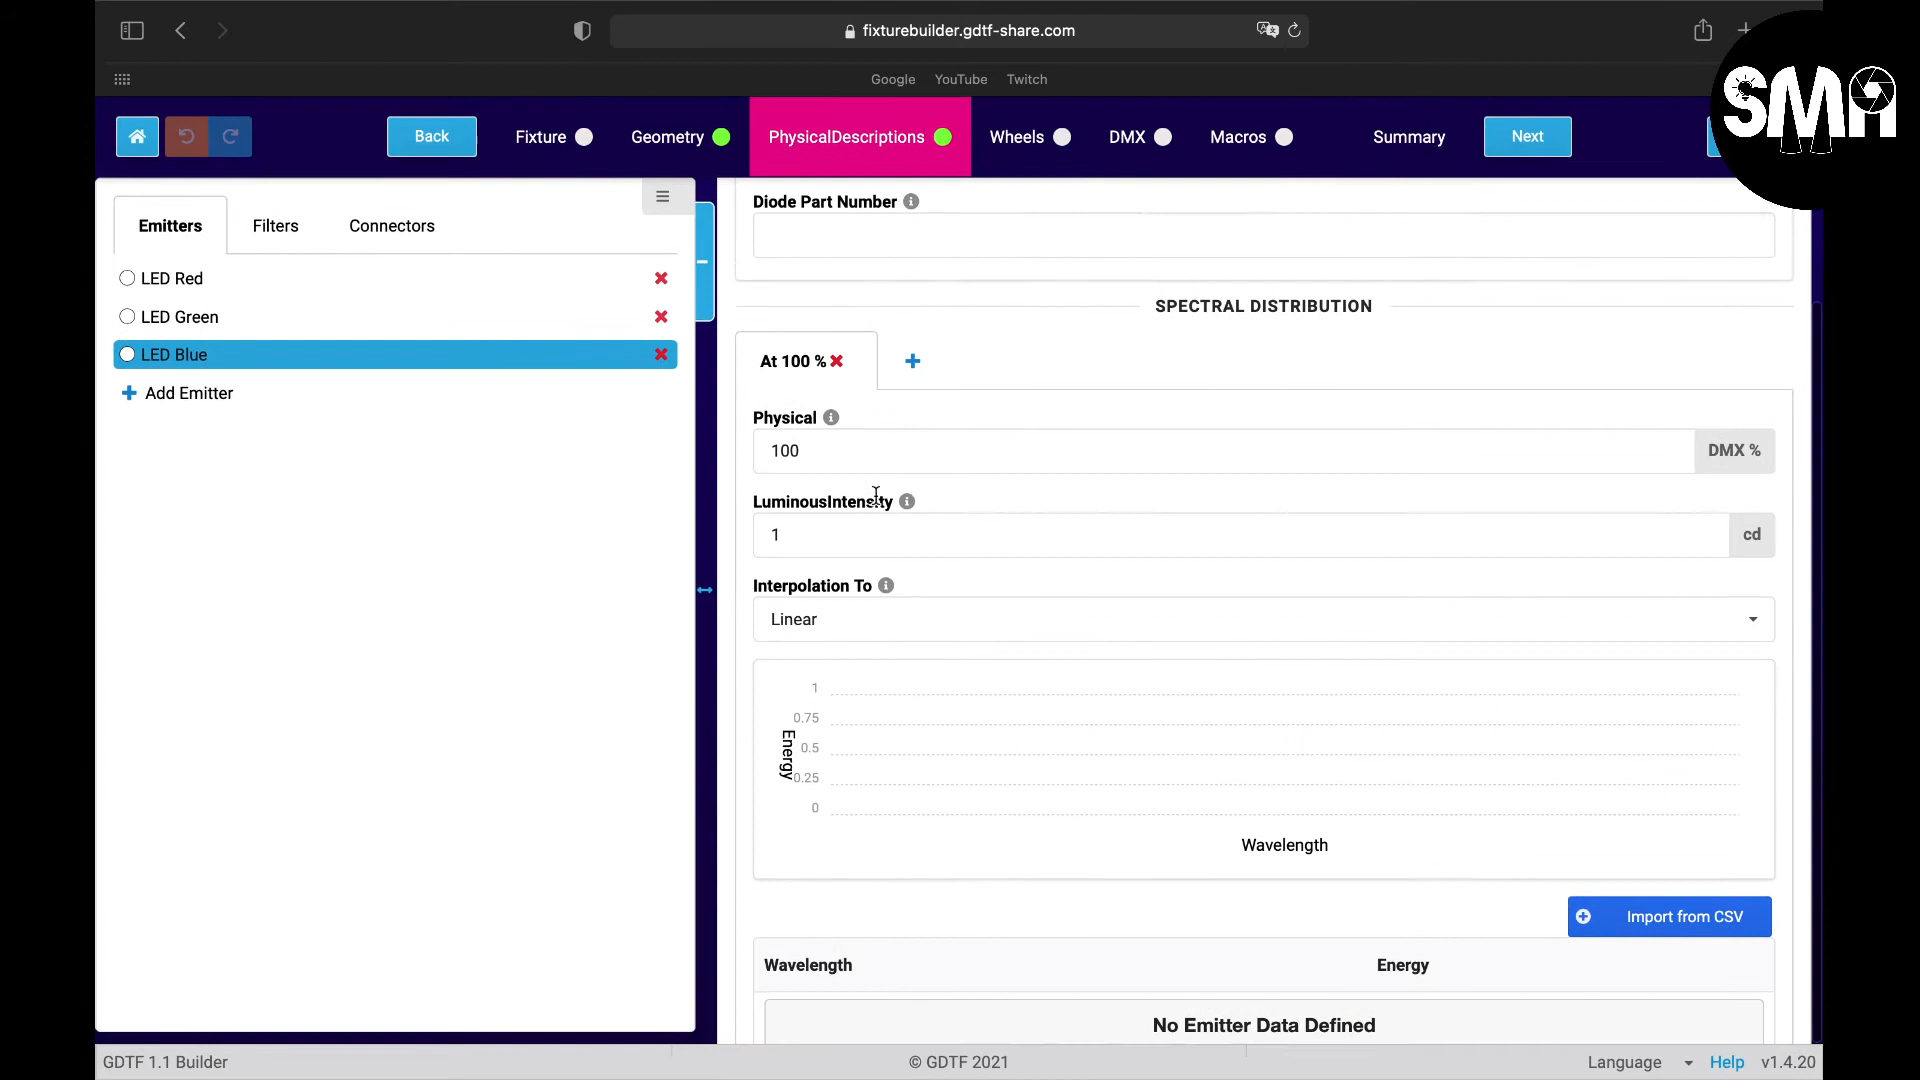 fixturebuilder.gdtf-share.com
Google YouTube Twitch
SMH
Back Fixture Geometry PhysicalDescriptions Wheels DMX Macros Summary Next
Emitters Filters Connectors
LED Red
LED Green
LED Blue
Add Emitter
Diode Part Number
SPECTRAL DISTRIBUTION
At 100 %
Physical
100 DMX %
LuminousIntensity
1 cd
Interpolation To
Linear
1
0.75
0.5
0.25
0
Energy
Wavelength
Import from CSV
Wavelength Energy
No Emitter Data Defined
GDTF 1.1 Builder © GDTF 2021 Language Help v1.4.20